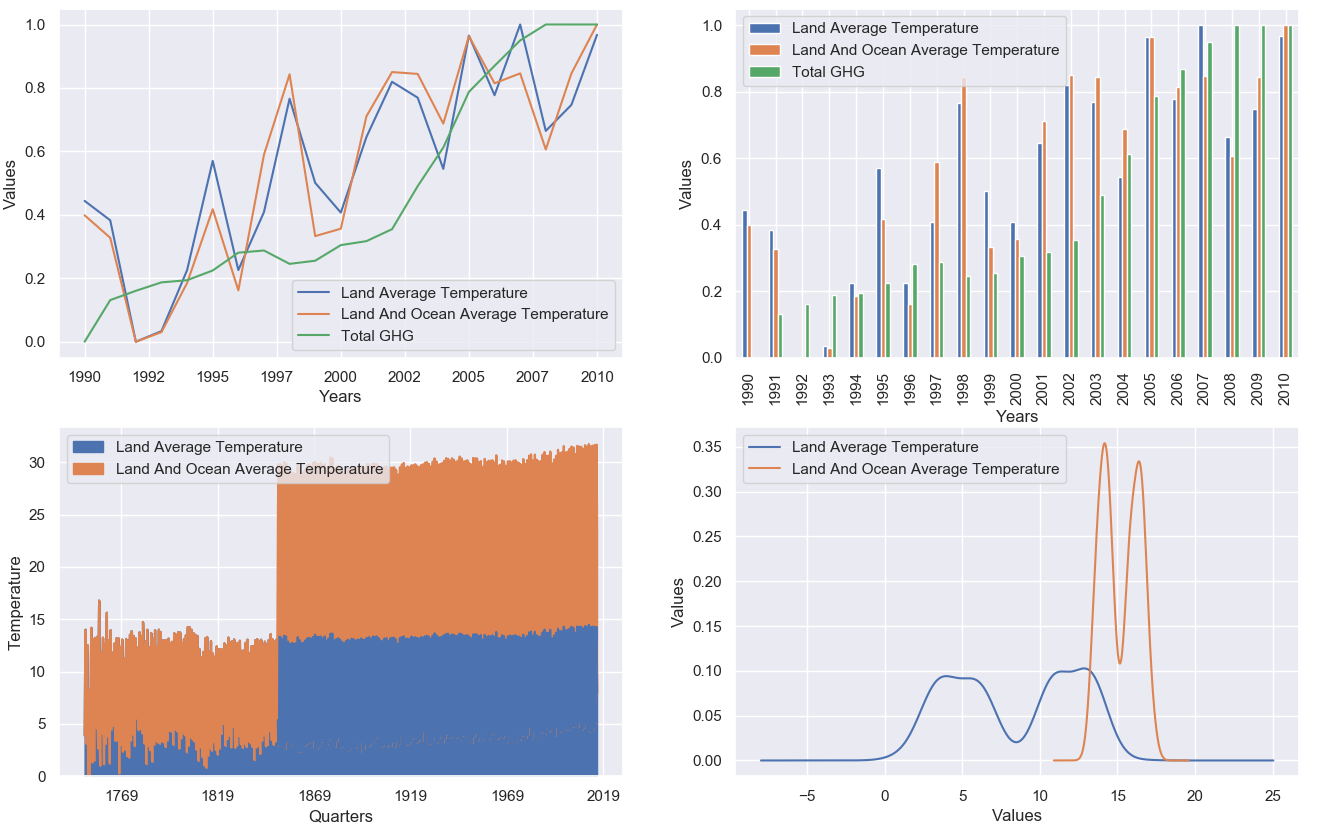 1.0
0.8
0.6
0.4
0.2
0.0
Values
1990 1992 1995 1997 2000 2002 2005 2007 2010
Years
Land Average Temperature
Land And Ocean Average Temperature
Total GHG
1.0
0.8
0.6
0.4
0.2
0.0
Values
Land Average Temperature
Land And Ocean Average Temperature
Total GHG
1990 1991 1992 1993 1994 1995 1996 1997 1998 1999 2000 2001 2002 2003 2004 2005 2006 2007 2008 2009 2010
Years
Land Average Temperature
Land And Ocean Average Temperature
30
25
20
15
10
5
0
Temperature
1769 1819 1869 1919 1969 2019
Quarters
Land Average Temperature
Land And Ocean Average Temperature
0.35
0.30
0.25
0.20
0.15
0.10
0.05
0.00
Values
−5 0 5 10 15 20 25
Values